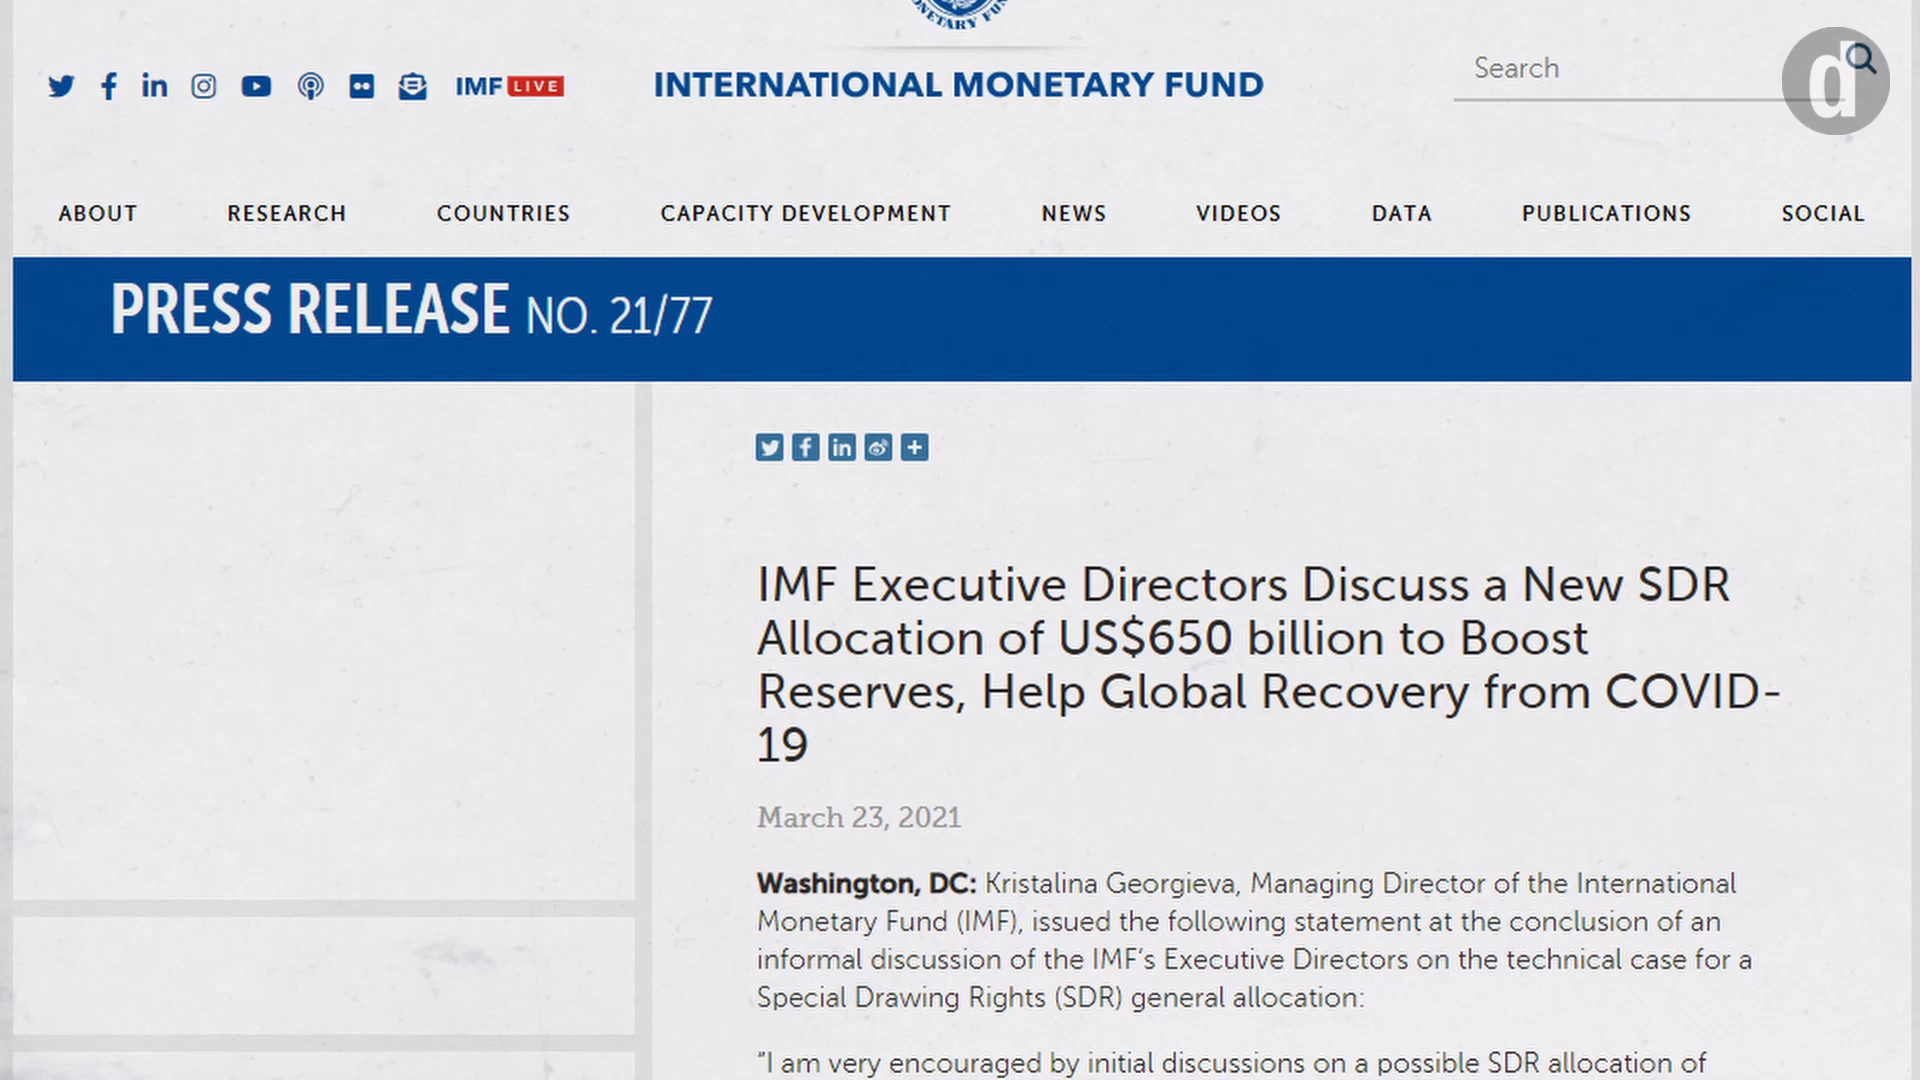 NETARY FUN
IMF LIVE
INTERNATIONAL MONETARY FUND
Search
d
ABOUT RESEARCH COUNTRIES CAPACITY DEVELOPMENT NEWS VIDEOS DATA PUBLICATIONS SOCIAL
PRESS RELEASE NO. 21/77
IMF Executive Directors Discuss a New SDR
Allocation of US$650 billion to Boost
Reserves, Help Global Recovery from COVID-
19
March 23, 2021
Washington, DC: Kristalina Georgieva, Managing Director of the International
Monetary Fund (IMF), issued the following statement at the conclusion of an
informal discussion of the IMF’s Executive Directors on the technical case for a
Special Drawing Rights (SDR) general allocation:
“I am very encouraged by initial discussions on a possible SDR allocation of